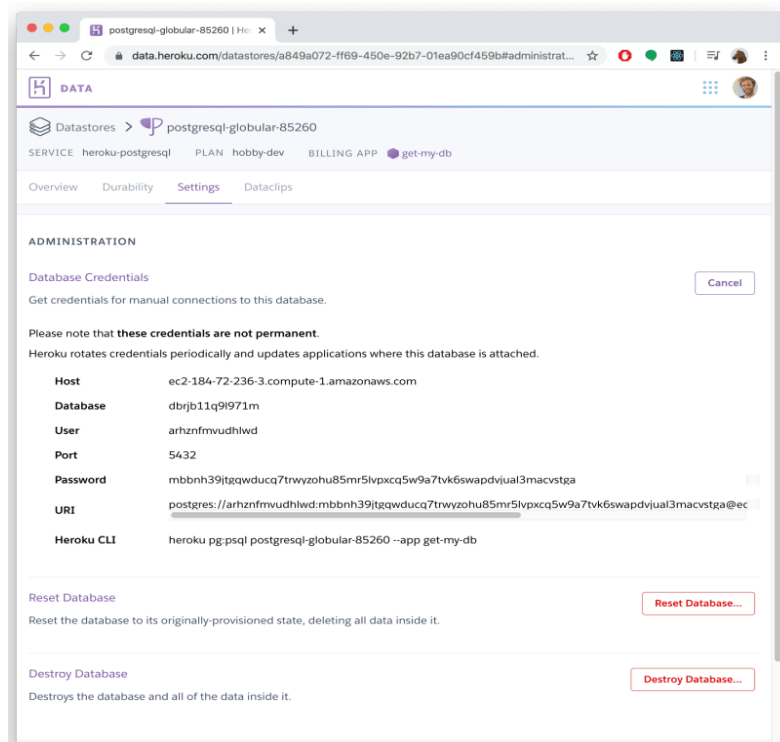 postgresql-globular-85260 | He
data.heroku.com/datastores/a849a072-ff69-450e-92b7-01ea90cf459b#administrat...
DATA
Datastores > postgresql-globular-85260
SERVICE heroku-postgresql PLAN hobby-dev BILLING APP get-my-db
Overview Durability Settings Dataclips
ADMINISTRATION
Database Credentials
Cancel
Get credentials for manual connections to this database.
Please note that these credentials are not permanent.
Heroku rotates credentials periodically and updates applications where this database is attached.
Host ec2-184-72-236-3.compute-1.amazonaws.com
Database dbrjb11q9l971m
User arhznfmvudhlwd
Port 5432
Password mbbnh39jtgqwducq7trwyzohu85mr5lvpxcq5w9a7tvk6swapdvjual3macvstga
URI postgres://arhznfmvudhlwd:mbbnh39jtgqwducq7trwyzohu85mr5lvpxcq5w9a7tvk6swapdvjual3macvstga@ec
Heroku CLI heroku pg:psql postgresql-globular-85260 --app get-my-db
Reset Database
Reset Database...
Reset the database to its originally-provisioned state, deleting all data inside it.
Destroy Database
Destroy Database...
Destroys the database and all of the data inside it.